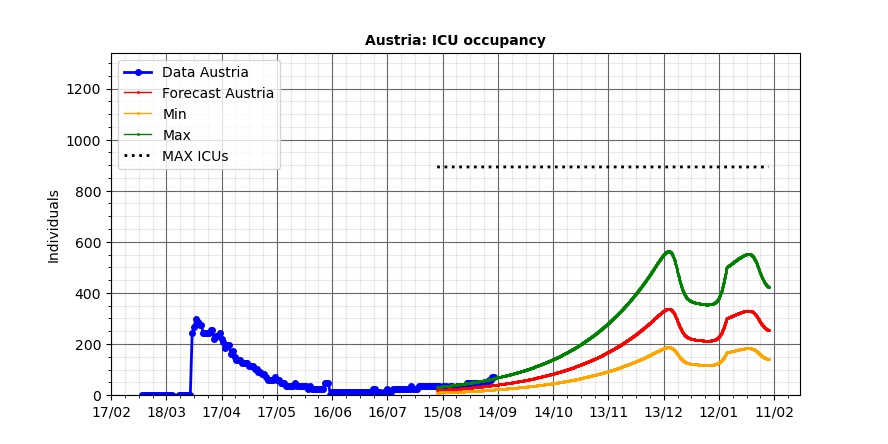 Austria: ICU occupancy
Data Austria
Forecast Austria
Min
Max
MAX ICUs
Individuals
1200
1000
800
600
400
200
0
17/02 18/03 17/04 17/05 16/06 16/07 15/08 14/09 14/10 13/11 13/12 12/01 11/02